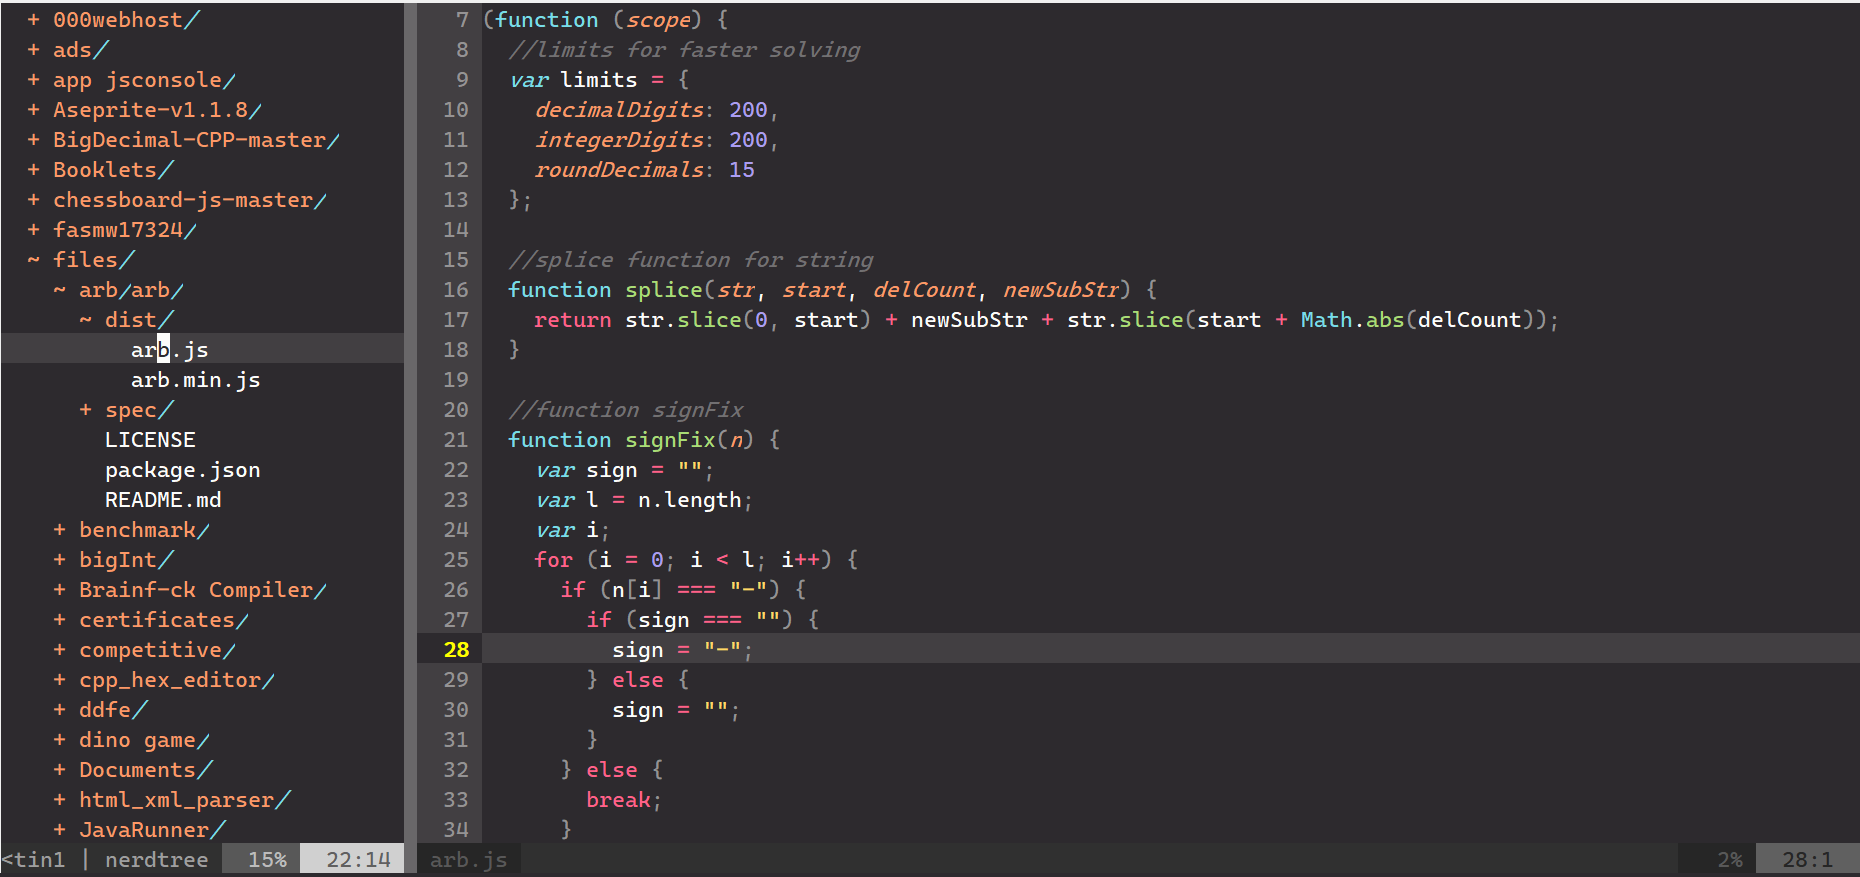 + 000webhost/
+ ads/
+ app jsconsole/
+ Aseprite-v1.1.8/
+ BigDecimal-CPP-master/
+ Booklets/
+ chessboard-js-master/
+ fasmw17324/
~ files/
~ arb/arb/
~ dist/
arb.js
arb.min.js
+ spec/
LICENSE
package.json
README.md
+ benchmark/
+ bigInt/
+ Brainf-ck Compiler/
+ certificates/
+ competitive/
+ cpp_hex_editor/
+ ddfe/
+ dino game/
+ Documents/
+ html_xml_parser/
+ JavaRunner/
<tin1 | nerdtree 15% 22:14
7 (function (scope) {
8 //limits for faster solving
9 var limits = {
10 decimalDigits: 200,
11 integerDigits: 200,
12 roundDecimals: 15
13 };
14
15 //splice function for string
16 function splice(str, start, delCount, newSubStr) {
17 return str.slice(0, start) + newSubStr + str.slice(start + Math.abs(delCount));
18 }
19
20 //function signFix
21 function signFix(n) {
22 var sign = "";
23 var l = n.length;
24 var i;
25 for (i = 0; i < l; i++) {
26 if (n[i] === "-") {
27 if (sign === "") {
28 sign = "-";
29 } else {
30 sign = "";
31 }
32 } else {
33 break;
34 }
arb.js 2% 28:1